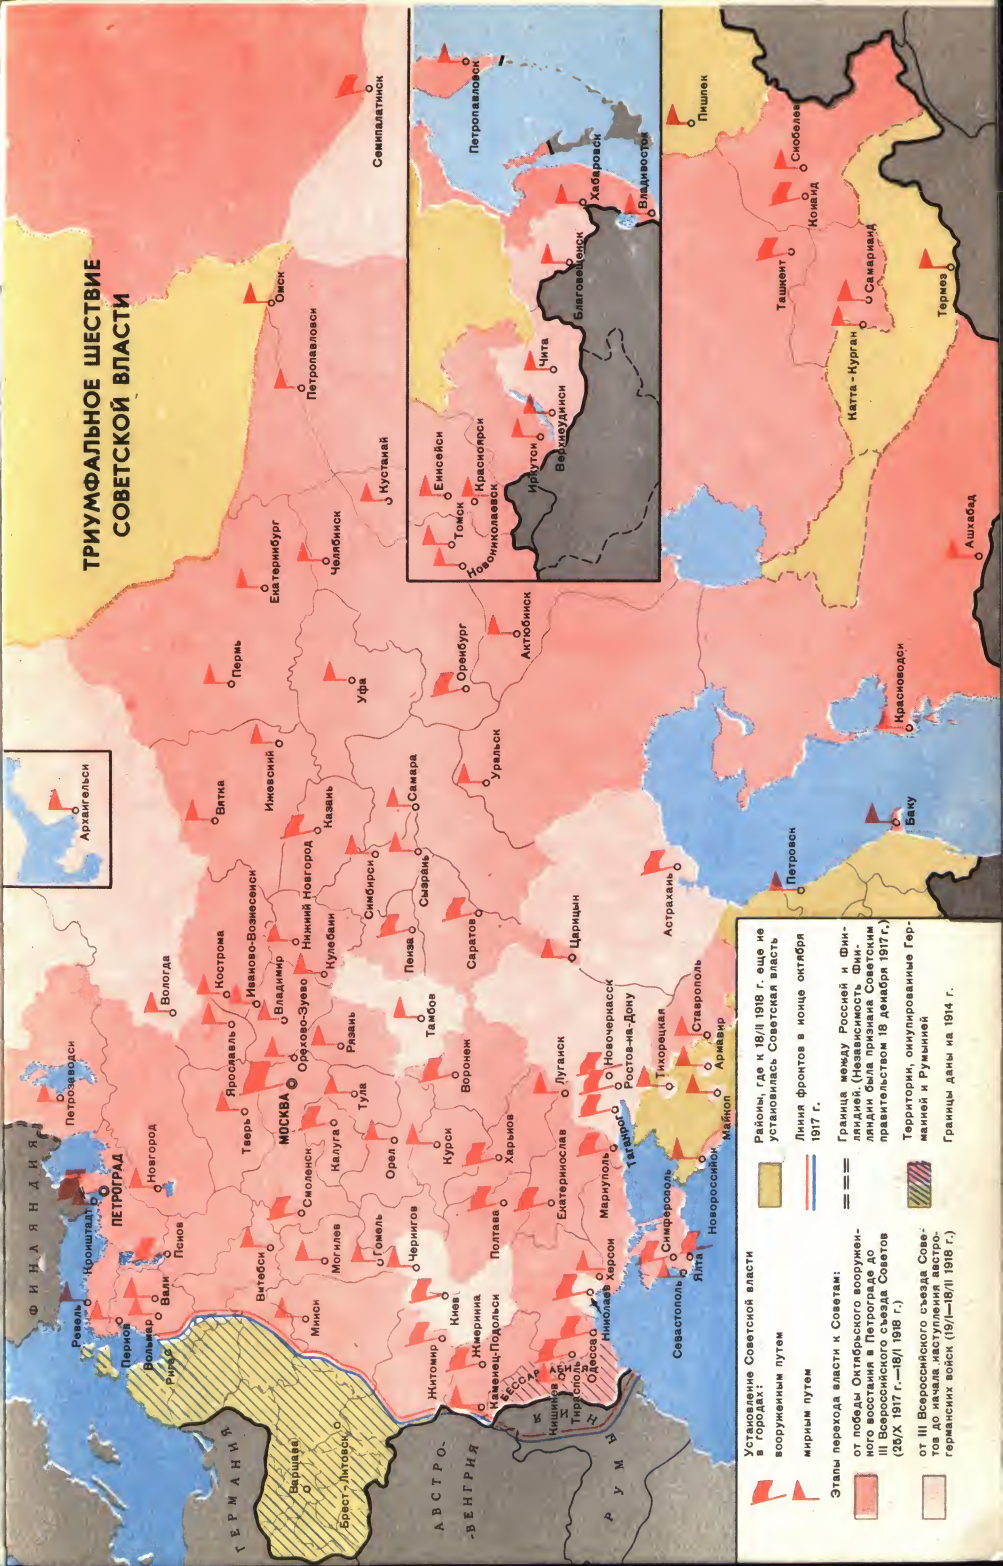 ТРИУМФАЛЬНОЕ ШЕСТВИЕ
СОВЕТСКОЙ ВЛАСТИ
Архангельск
ФИНЛЯНДИЯ
Петрозаводск
Кронштадт
ПЕТРОГРАД
Новгород
Ревель
Псков
Пернов
Валк
Вольмар
Рига
Вологда
Вятка
Пермь
Екатеринбург
Омск
Петропавловск
Семипалатинск
Кострома
Ярославль
Иваново-Вознесенск
Владимир
Орехово-Зуево
Тверь
МОСКВА
Нижний Новгород
Кулебаки
Ижевский
Казань
Уфа
Челябинск
Кустанай
Витебск
Смоленск
Калуга
Тула
Рязань
Минск
Могилев
Гомель
Чернигов
Орел
Курск
Воронеж
Тамбов
Пенза
Симбирск
Сызрань
Самара
Саратов
Уральск
Оренбург
Актюбинск
ГЕРМАНИЯ
Варшава
Брест-Литовск
АВСТРО-
-ВЕНГРИЯ
РУМЫНИЯ
БЕССАРАБИЯ
Житомир
Киев
Жмеринка
Каменец-Подольск
Полтава
Харьков
Екатеринослав
Луганск
Царицын
Астрахань
Кишинев
Тирасполь
Одесса
Николаев
Херсон
Мариуполь
Таганрог
Новочеркасск
Ростов-на-Дону
Тихорецкая
Ставрополь
Армавир
Майкоп
Новороссийск
Симферополь
Севастополь
Ялта
Петровск
Баку
Красноводск
Ашхабад
Катта-Курган
Самарканд
Термез
Ташкент
Коканд
Скобелев
Пишпек
Енисейск
Томск
Красноярск
Новониколаевск
Иркутск
Верхнеудинск
Чита
Благовещенск
Хабаровск
Владивосток
Петропавловск
Установление Советской власти
в городах:
вооруженным путем
мирным путем
Этапы перехода власти к Советам:
от победы Октябрьского вооружен-
ного восстания в Петрограде до
III Всероссийского съезда Советов
(25/X 1917 г.—18/I 1918 г.)
от III Всероссийского съезда Сове-
тов до начала наступления австро-
германских войск (19/I—18/II 1918 г.)
Районы, где к 18/II 1918 г. еще не
установилась Советская власть
Линия фронтов в конце октября
1917 г.
Граница между Россией и Фин-
ляндией. (Независимость Фин-
ляндии была признана Советским
правительством 18 декабря 1917 г.)
Территории, оккупированные Гер-
манией и Румынией
Границы даны на 1914 г.